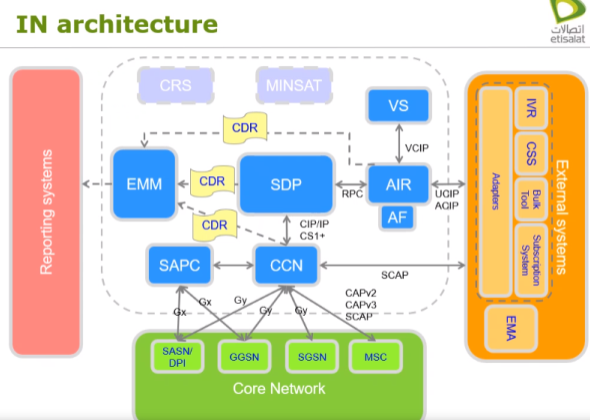 IN architecture
اتصالات
etisalat
CRS
MINSAT
VS
CDR
VCIP
IVR
CSS
Bulk
Tool
Subscription
System
Adapters
External systems
EMA
Reporting systems
EMM
CDR
SDP
RPC
AIR
UCIP
ACIP
AF
CDR
CIP/IP
CS1+
SAPC
CCN
SCAP
Gx
Gx
Gy
Gy
Gy
CAPv2
CAPv3
SCAP
SASN/
DPI
GGSN
SGSN
MSC
Core Network